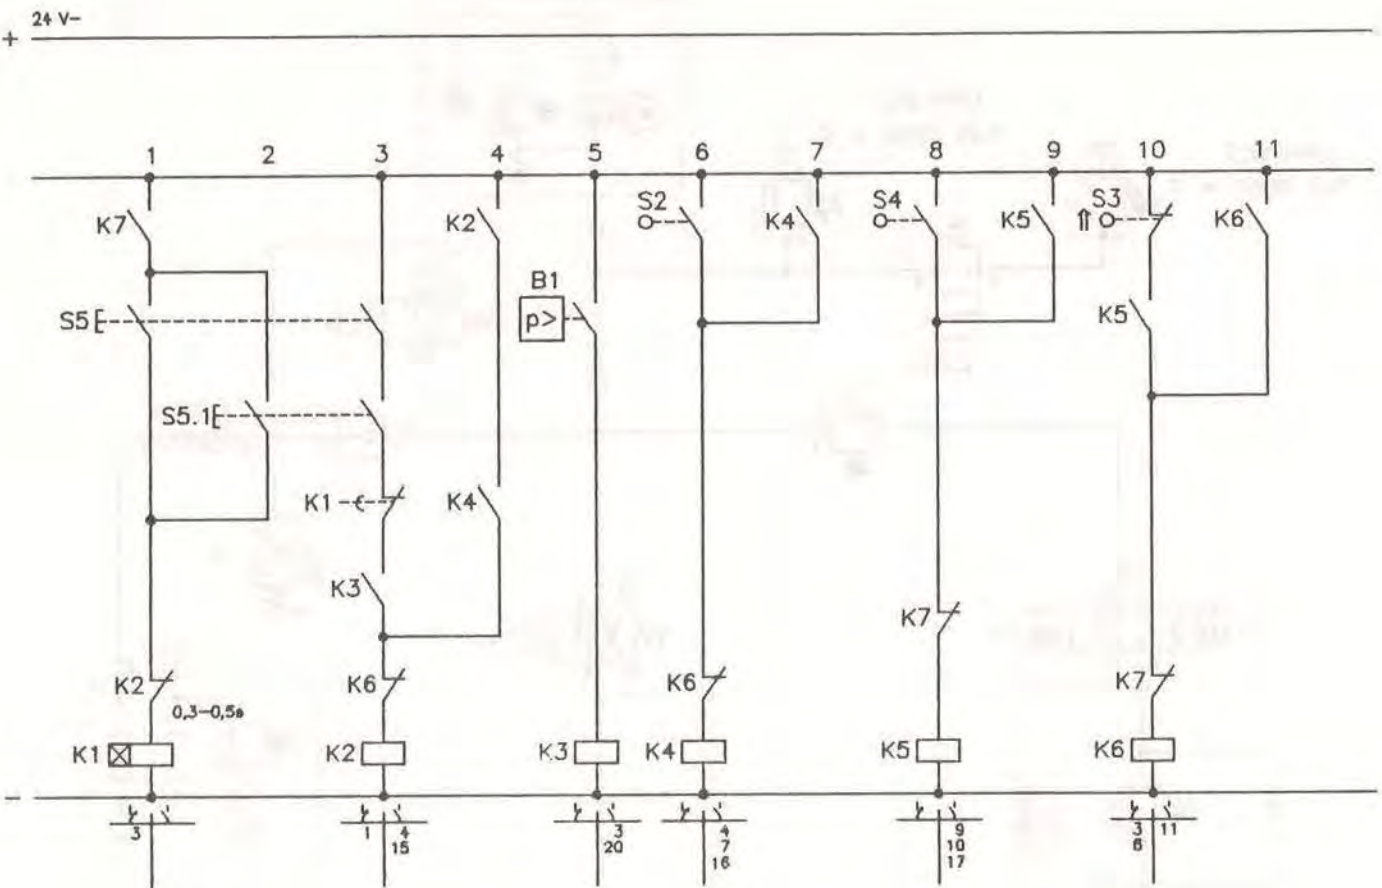 24 V–
+
1 2 3 4 5 6 7 8 9 10 11
K7 K2 S2 K4 S4 K5 S3 K6
B1
S5 p> K5
S5.1
K1 K4
K3
K7
K2 K6 K6 K7
0,3–0,5s
K1 K2 K3 K4 K5 K6
–
3 1 4 3 4 9 3 11
15 20 7 10 6
16 17